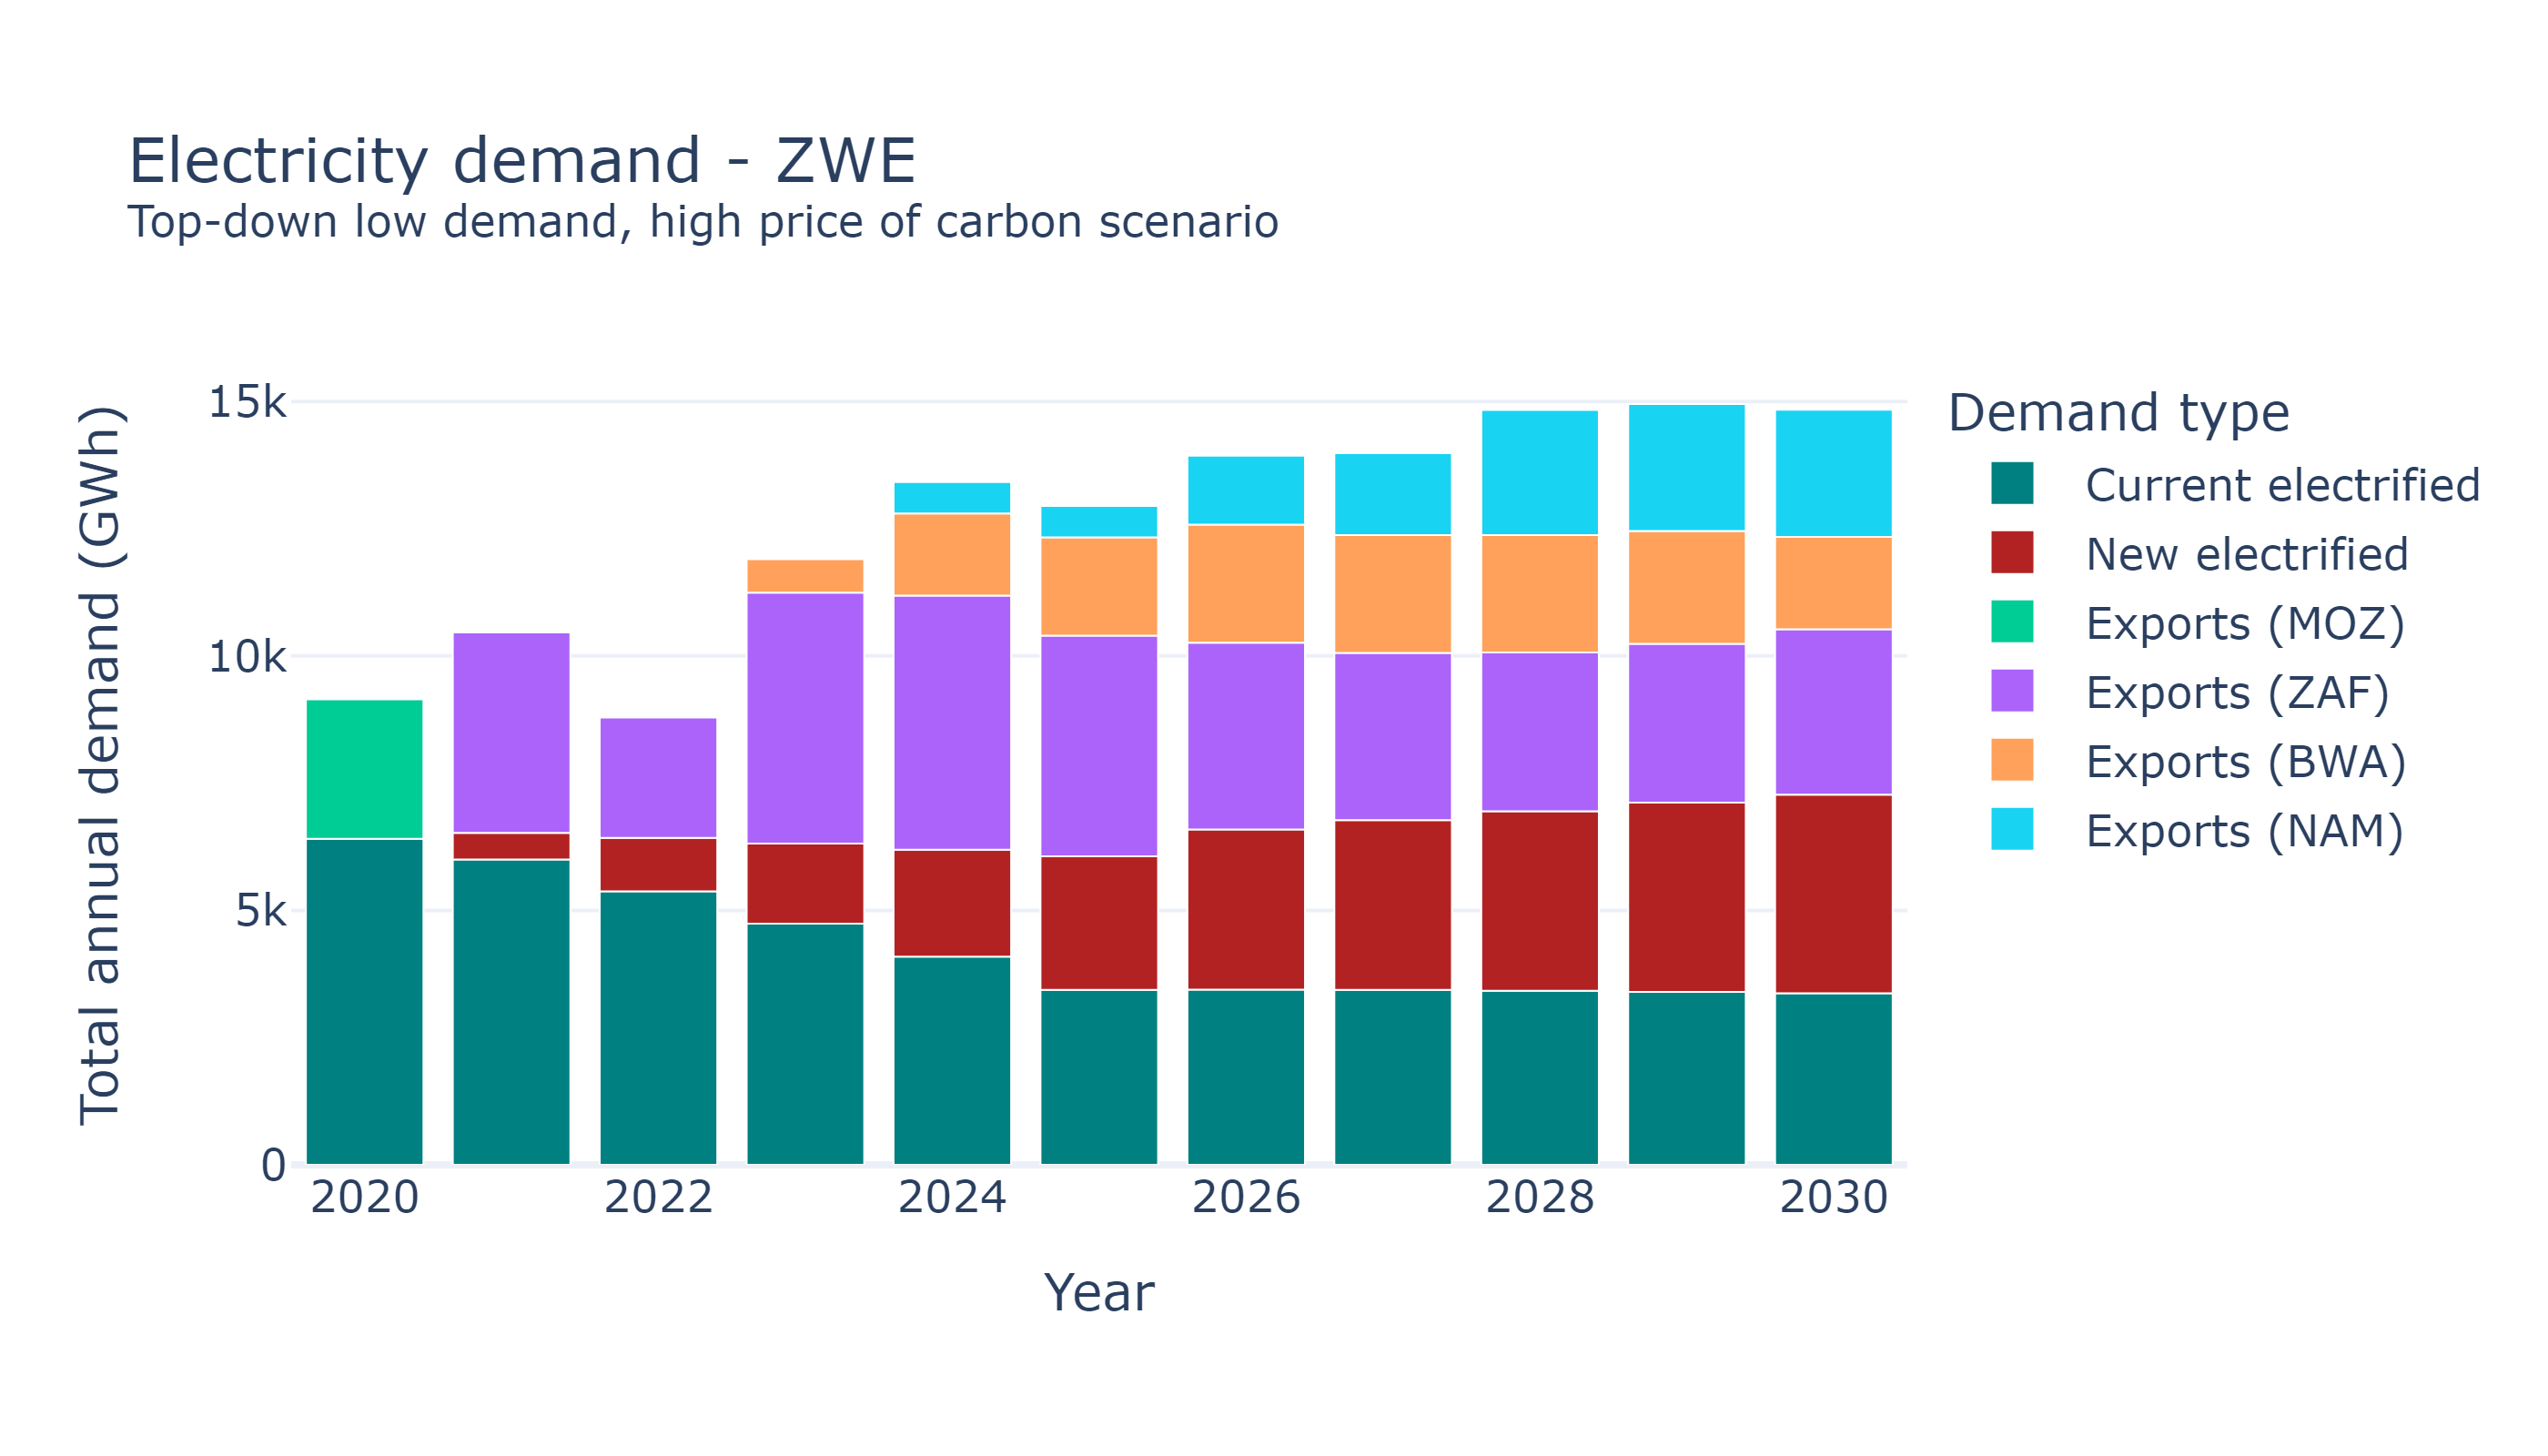 Electricity demand - ZWE
Top-down low demand, high price of carbon scenario
Total annual demand (GWh)
15k
10k
5k
0
2020
2022
2024
2026
2028
2030
Year
Demand type
Current electrified
New electrified
Exports (MOZ)
Exports (ZAF)
Exports (BWA)
Exports (NAM)